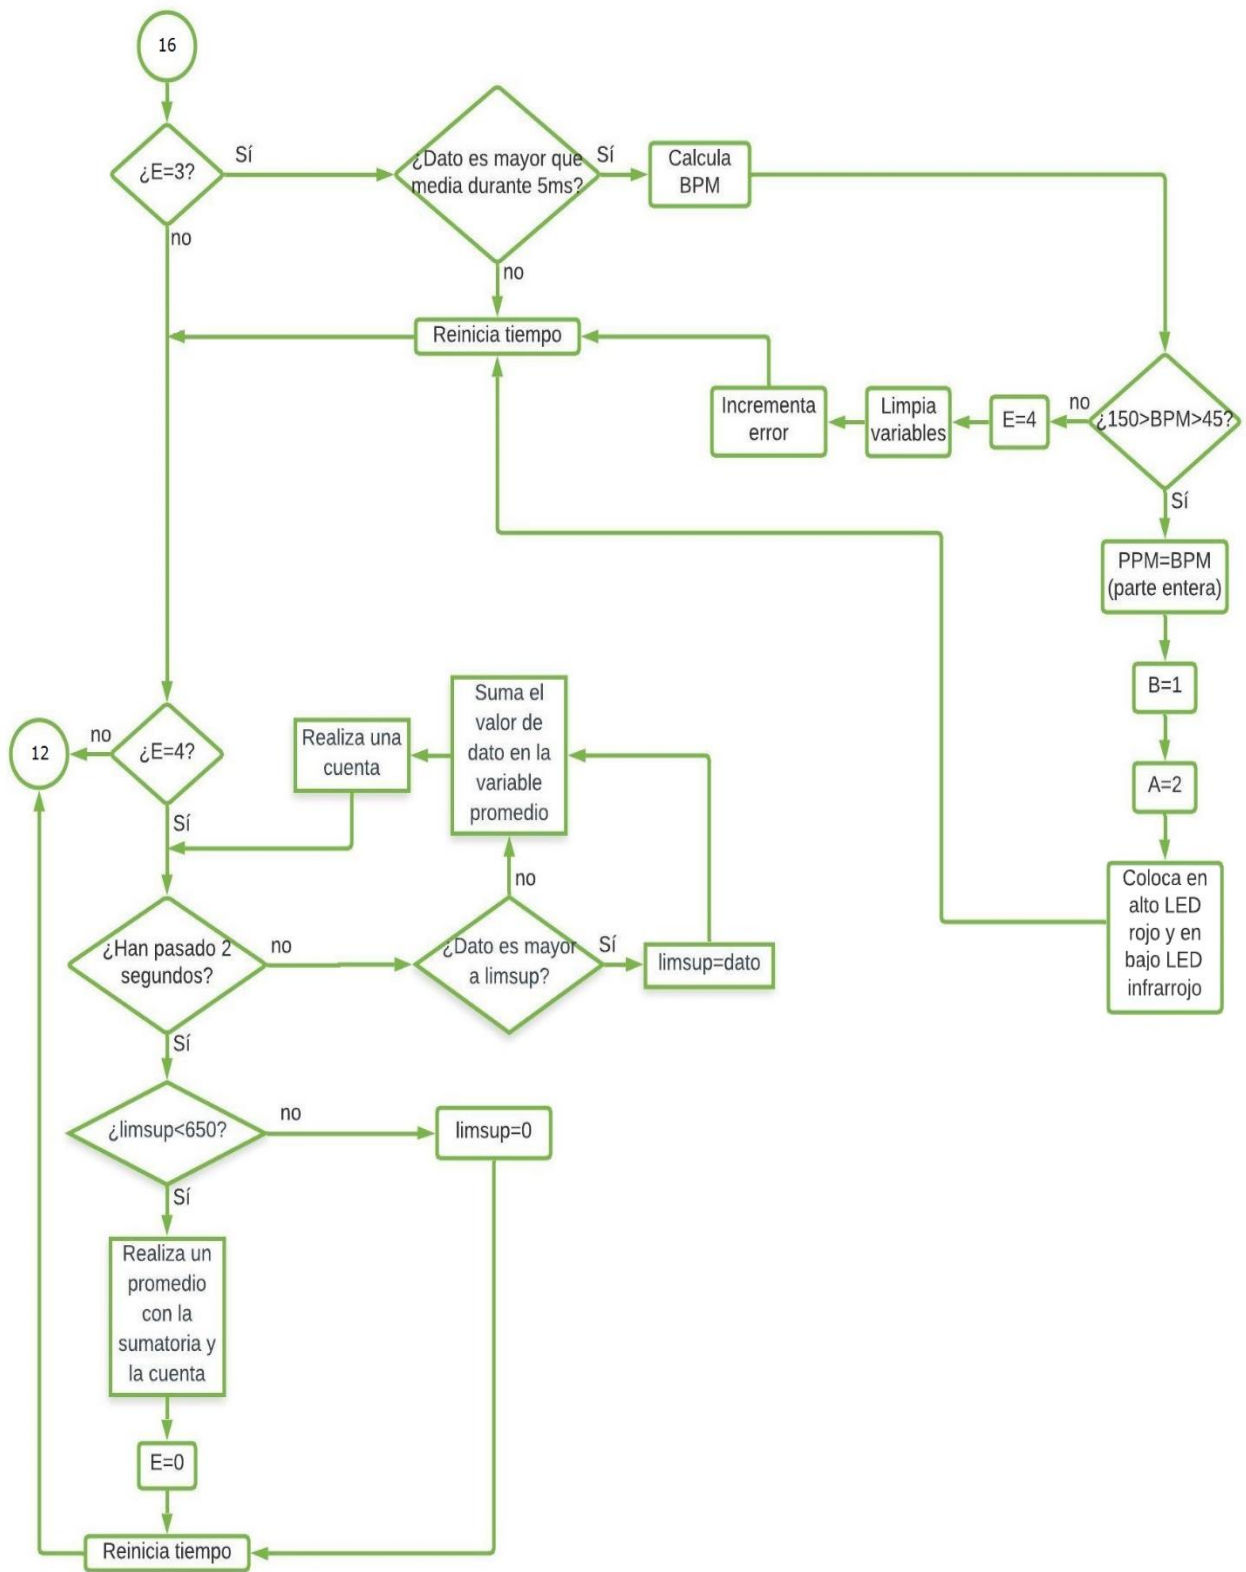 16
¿E=3?
Sí
¿Dato es mayor que
media durante 5ms?
Sí
Calcula
BPM
no
no
Reinicia tiempo
Incrementa
error
Limpia
variables
E=4
no
¿150>BPM>45?
Sí
PPM=BPM
(parte entera)
B=1
A=2
Coloca en
alto LED
rojo y en
bajo LED
infrarrojo
12
no
¿E=4?
Sí
Realiza una
cuenta
Suma el
valor de
dato en la
variable
promedio
no
¿Han pasado 2
segundos?
no
¿Dato es mayor
a limsup?
Sí
limsup=dato
Sí
¿limsup<650?
no
limsup=0
Sí
Realiza un
promedio
con la
sumatoria y
la cuenta
E=0
Reinicia tiempo